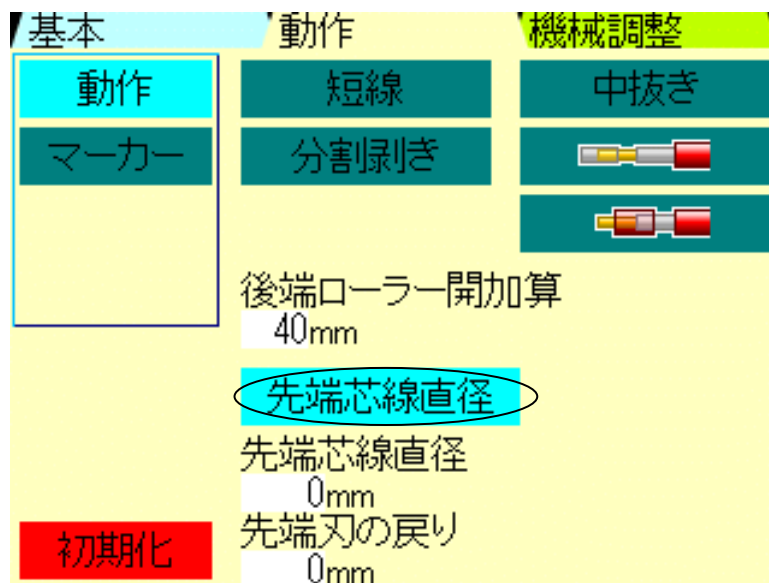 基本 動作 機械調整
動作 短線 中抜き
マーカー 分割剥き
後端ローラー開加算
40mm
先端芯線直径
先端芯線直径
0mm
先端刃の戻り
初期化
0mm